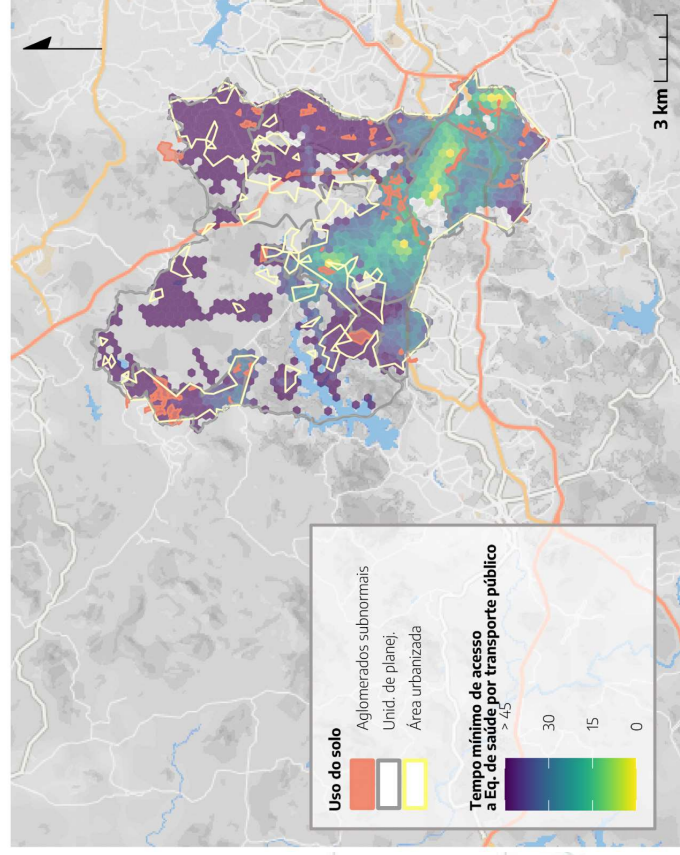 Uso do solo
Aglomerados subnormais
Unid. de planej.
Área urbanizada
Tempo mínimo de acesso
a Eq. de saúde por transporte público
> 45
30
15
0
3 km